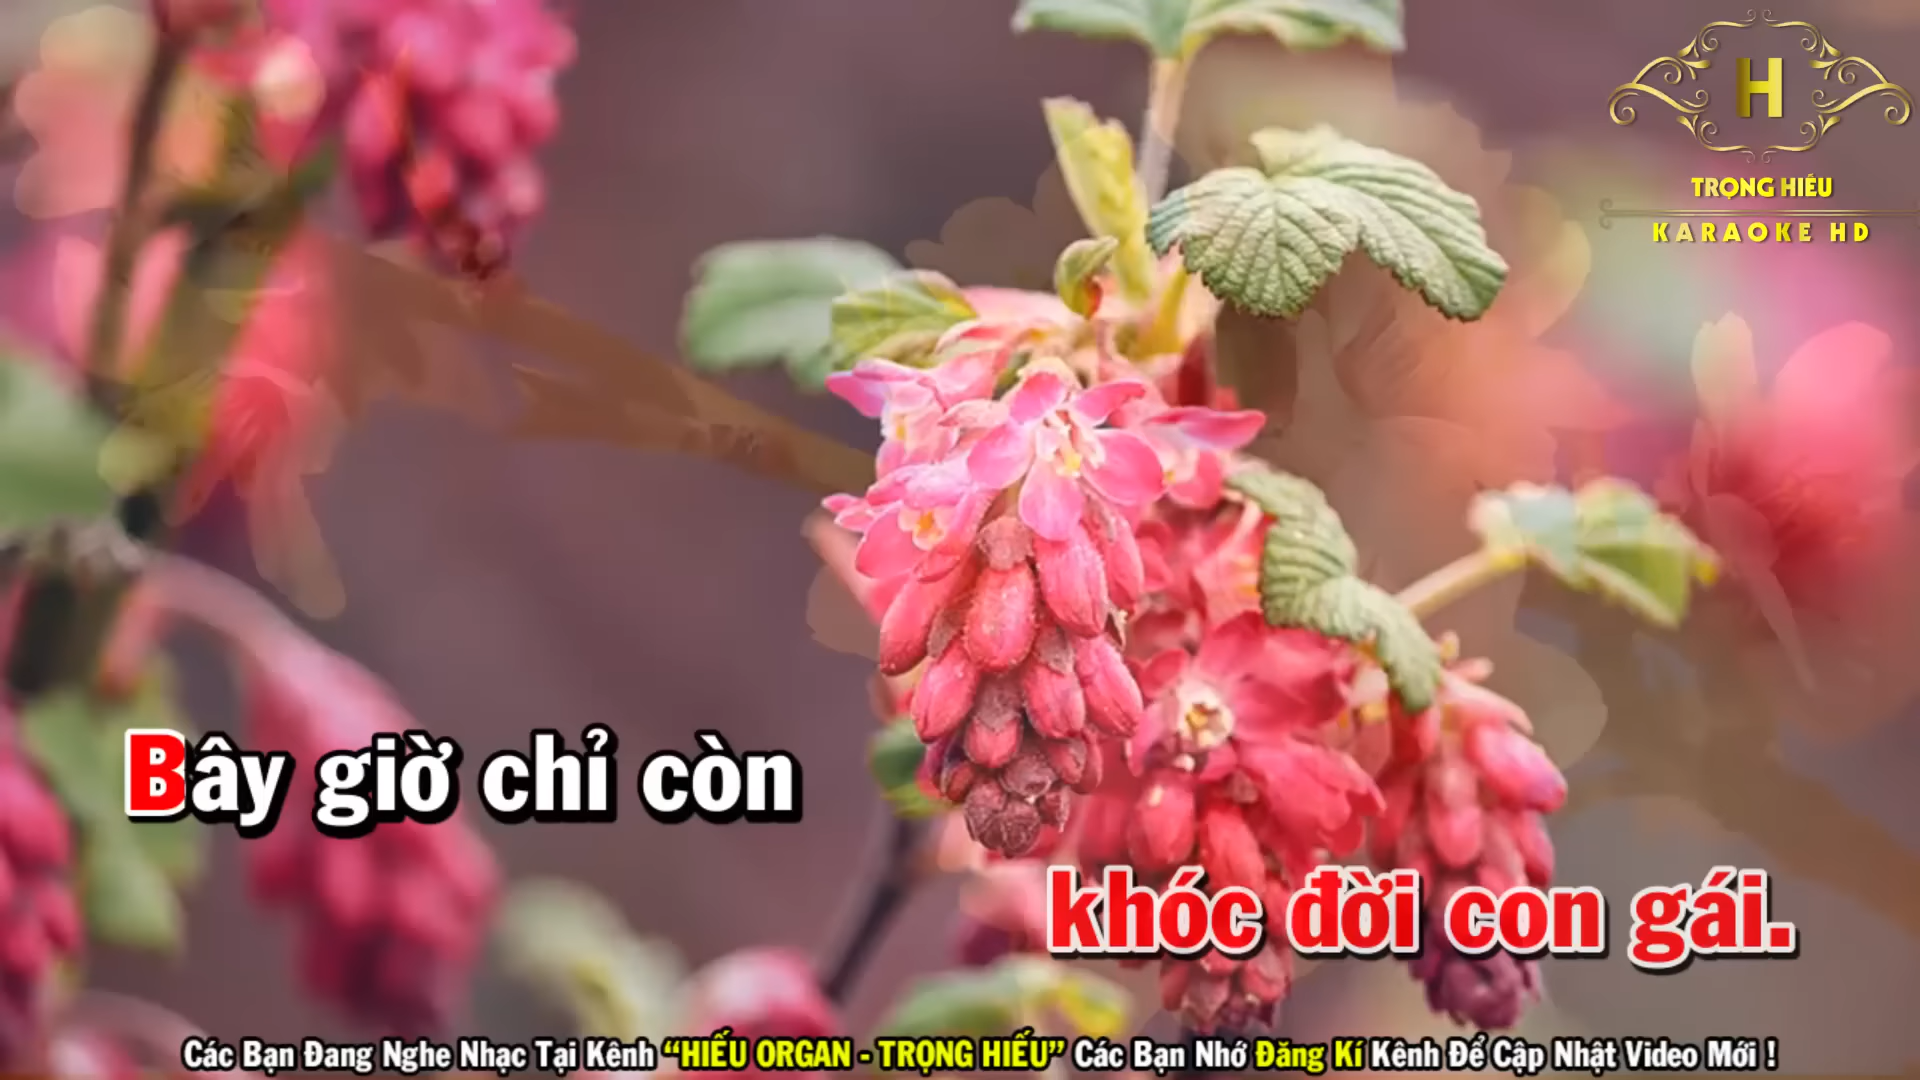 H
TRỌNG HIẾU
KARAOKE HD
Bây giờ chỉ còn
khóc đời con gái.
Các Bạn Đang Nghe Nhạc Tại Kênh “HIẾU ORGAN - TRỌNG HIẾU” Các Bạn Nhớ Đăng Kí Kênh Để Cập Nhật Video Mới !